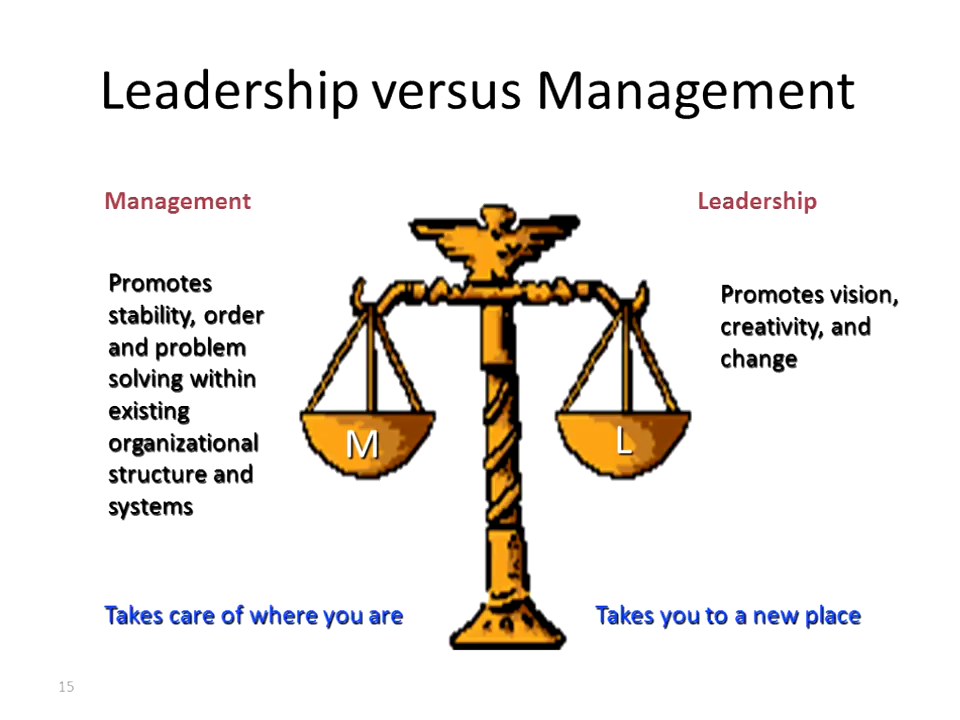 Leadership versus Management
Management
Leadership
Promotes
stability, order
and problem
solving within
existing
organizational
structure and
systems
Promotes vision,
creativity, and
change
M
L
Takes care of where you are
Takes you to a new place
15